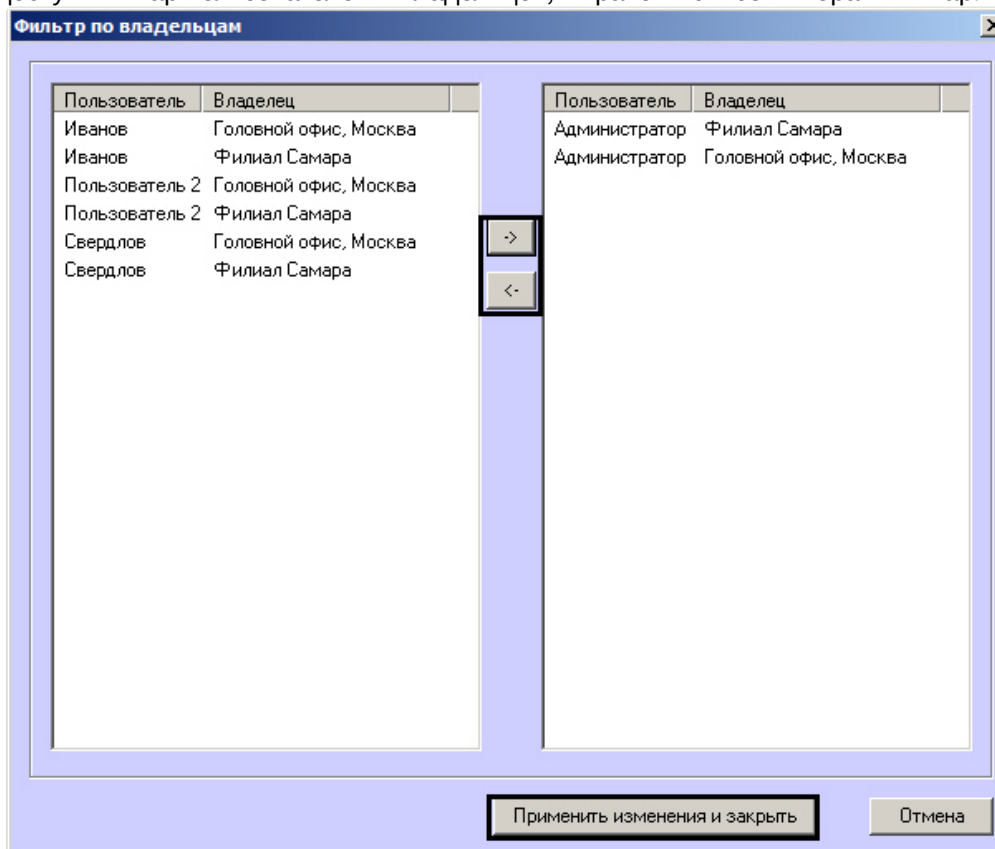 Фильтр по владельцам
Пользователь Владелец
Иванов Головной офис, Москва
Иванов Филиал Самара
Пользователь 2 Головной офис, Москва
Пользователь 2 Филиал Самара
Свердлов Головной офис, Москва
Свердлов Филиал Самара
->
<-
Пользователь Владелец
Администратор Филиал Самара
Администратор Головной офис, Москва
Применить изменения и закрыть
Отмена